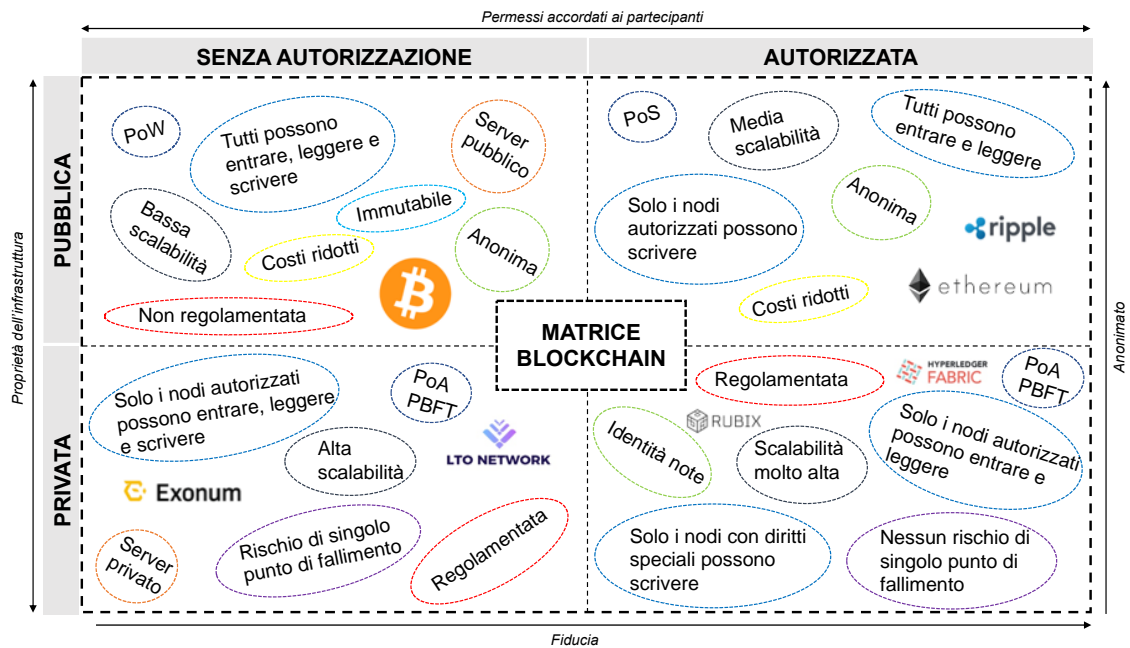 Permessi accordati ai partecipanti
SENZA AUTORIZZAZIONE
AUTORIZZATA
Proprietà dell'infrastruttura
PUBBLICA
PRIVATA
Anonimato
PoW
Tutti possono
entrare, leggere e
scrivere
Server
pubblico
Immutabile
Bassa
scalabilità
Costi ridotti
Anonima
Non regolamentata
PoS
Media
scalabilità
Tutti possono
entrare e leggere
Solo i nodi
autorizzati possono
scrivere
Anonima
ripple
ethereum
Costi ridotti
MATRICE
BLOCKCHAIN
Solo i nodi autorizzati
possono entrare, leggere
e scrivere
PoA
PBFT
Alta
scalabilità
LTO NETWORK
Exonum
Server
privato
Rischio di singolo
punto di fallimento
Regolamentata
Regolamentata
HYPERLEDGER
FABRIC
PoA
PBFT
RUBIX
Identità note
Scalabilità
molto alta
Solo i nodi autorizzati
possono entrare e
leggere
Solo i nodi con diritti
speciali possono
scrivere
Nessun rischio di
singolo punto di
fallimento
Fiducia